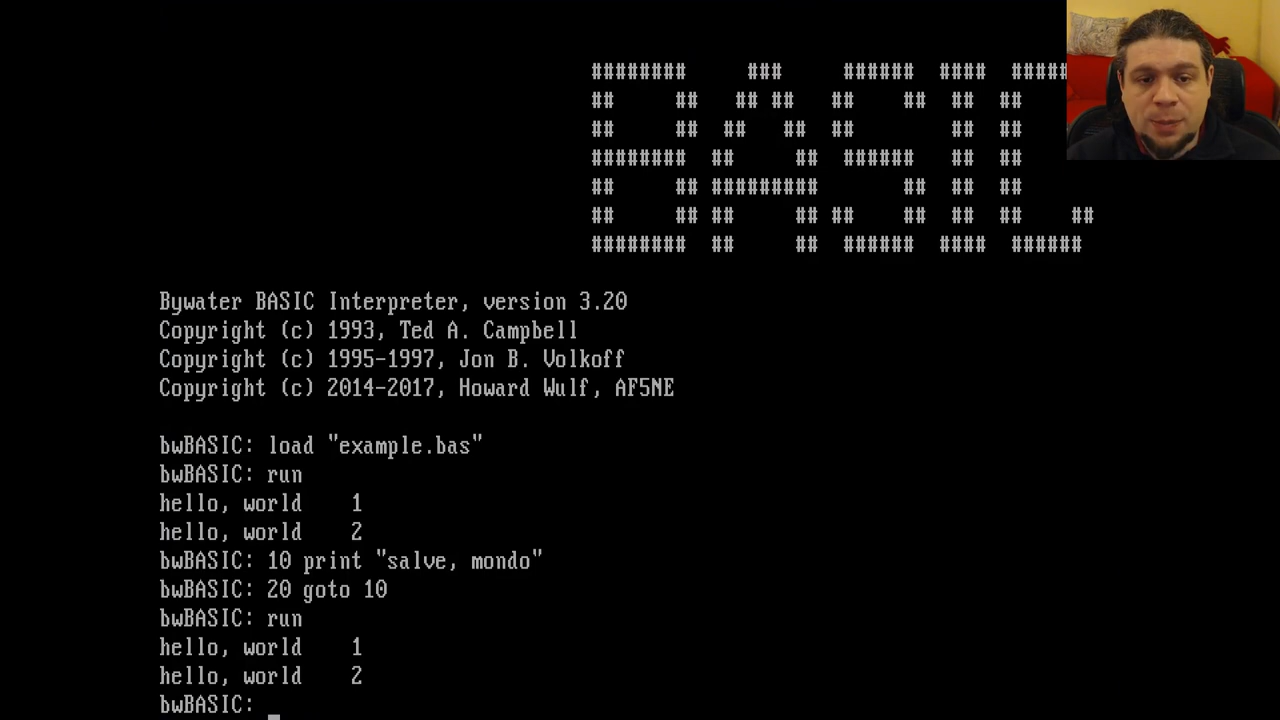 BASIC
Bywater BASIC Interpreter, version 3.20
Copyright (c) 1993, Ted A. Campbell
Copyright (c) 1995-1997, Jon B. Volkoff
Copyright (c) 2014-2017, Howard Wulf, AF5NE
bwBASIC: load "example.bas"
bwBASIC: run
hello, world    1
hello, world    2
bwBASIC: 10 print "salve, mondo"
bwBASIC: 20 goto 10
bwBASIC: run
hello, world    1
hello, world    2
bwBASIC: